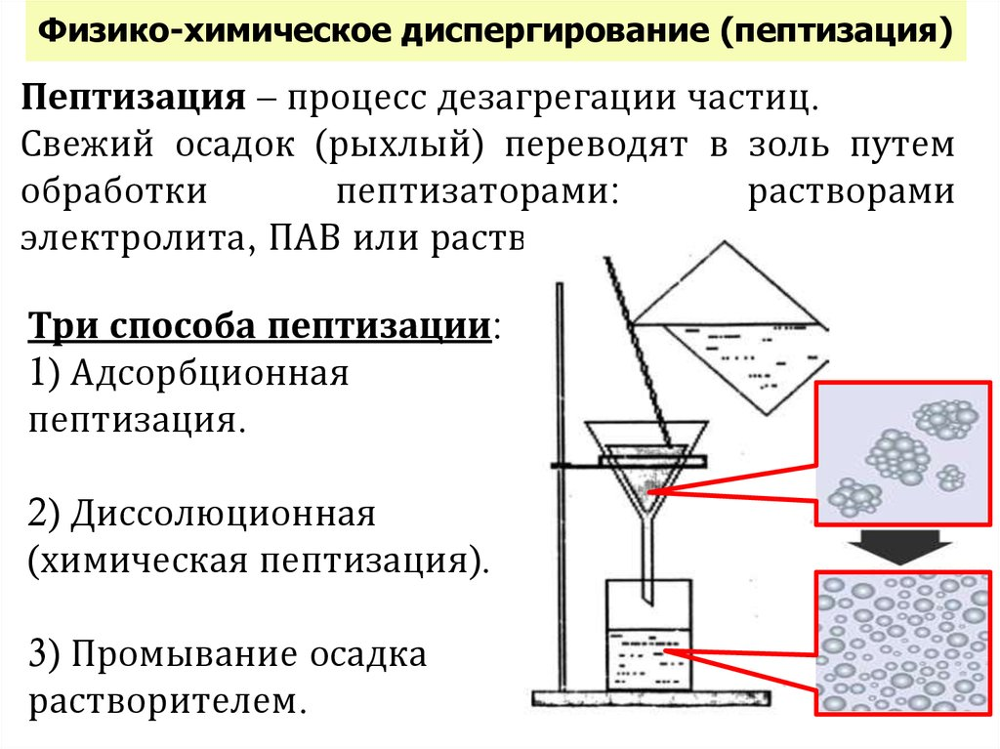 Физико-химическое диспергирование (пептизация)
Пептизация – процесс дезагрегации частиц.
Свежий осадок (рыхлый) переводят в золь путем
обработки пептизаторами: растворами
электролита, ПАВ или раств
Три способа пептизации:
1) Адсорбционная
пептизация.
2) Диссолюционная
(химическая пептизация).
3) Промывание осадка
растворителем.